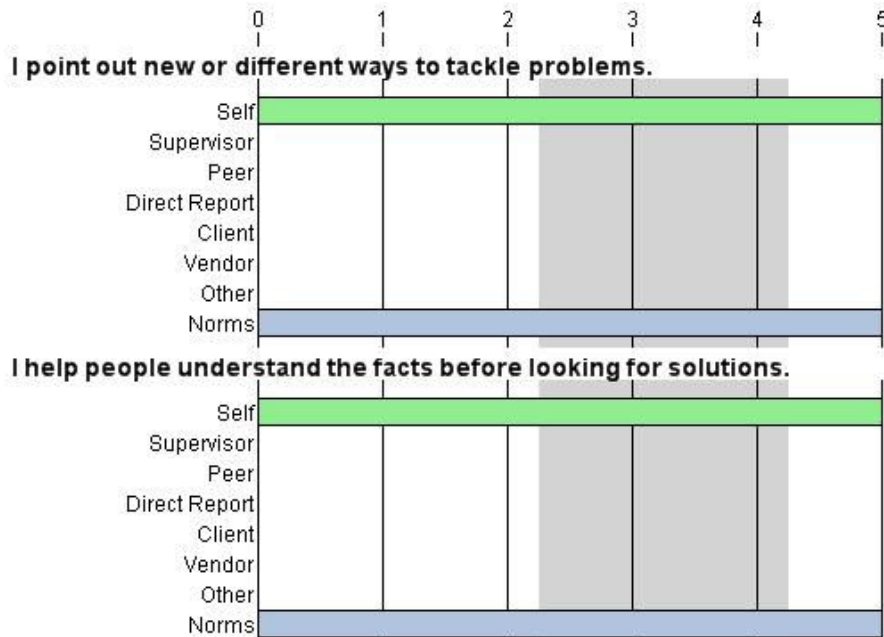 0 1 2 3 4 5
I point out new or different ways to tackle problems.
Self
Supervisor
Peer
Direct Report
Client
Vendor
Other
Norms
I help people understand the facts before looking for solutions.
Self
Supervisor
Peer
Direct Report
Client
Vendor
Other
Norms